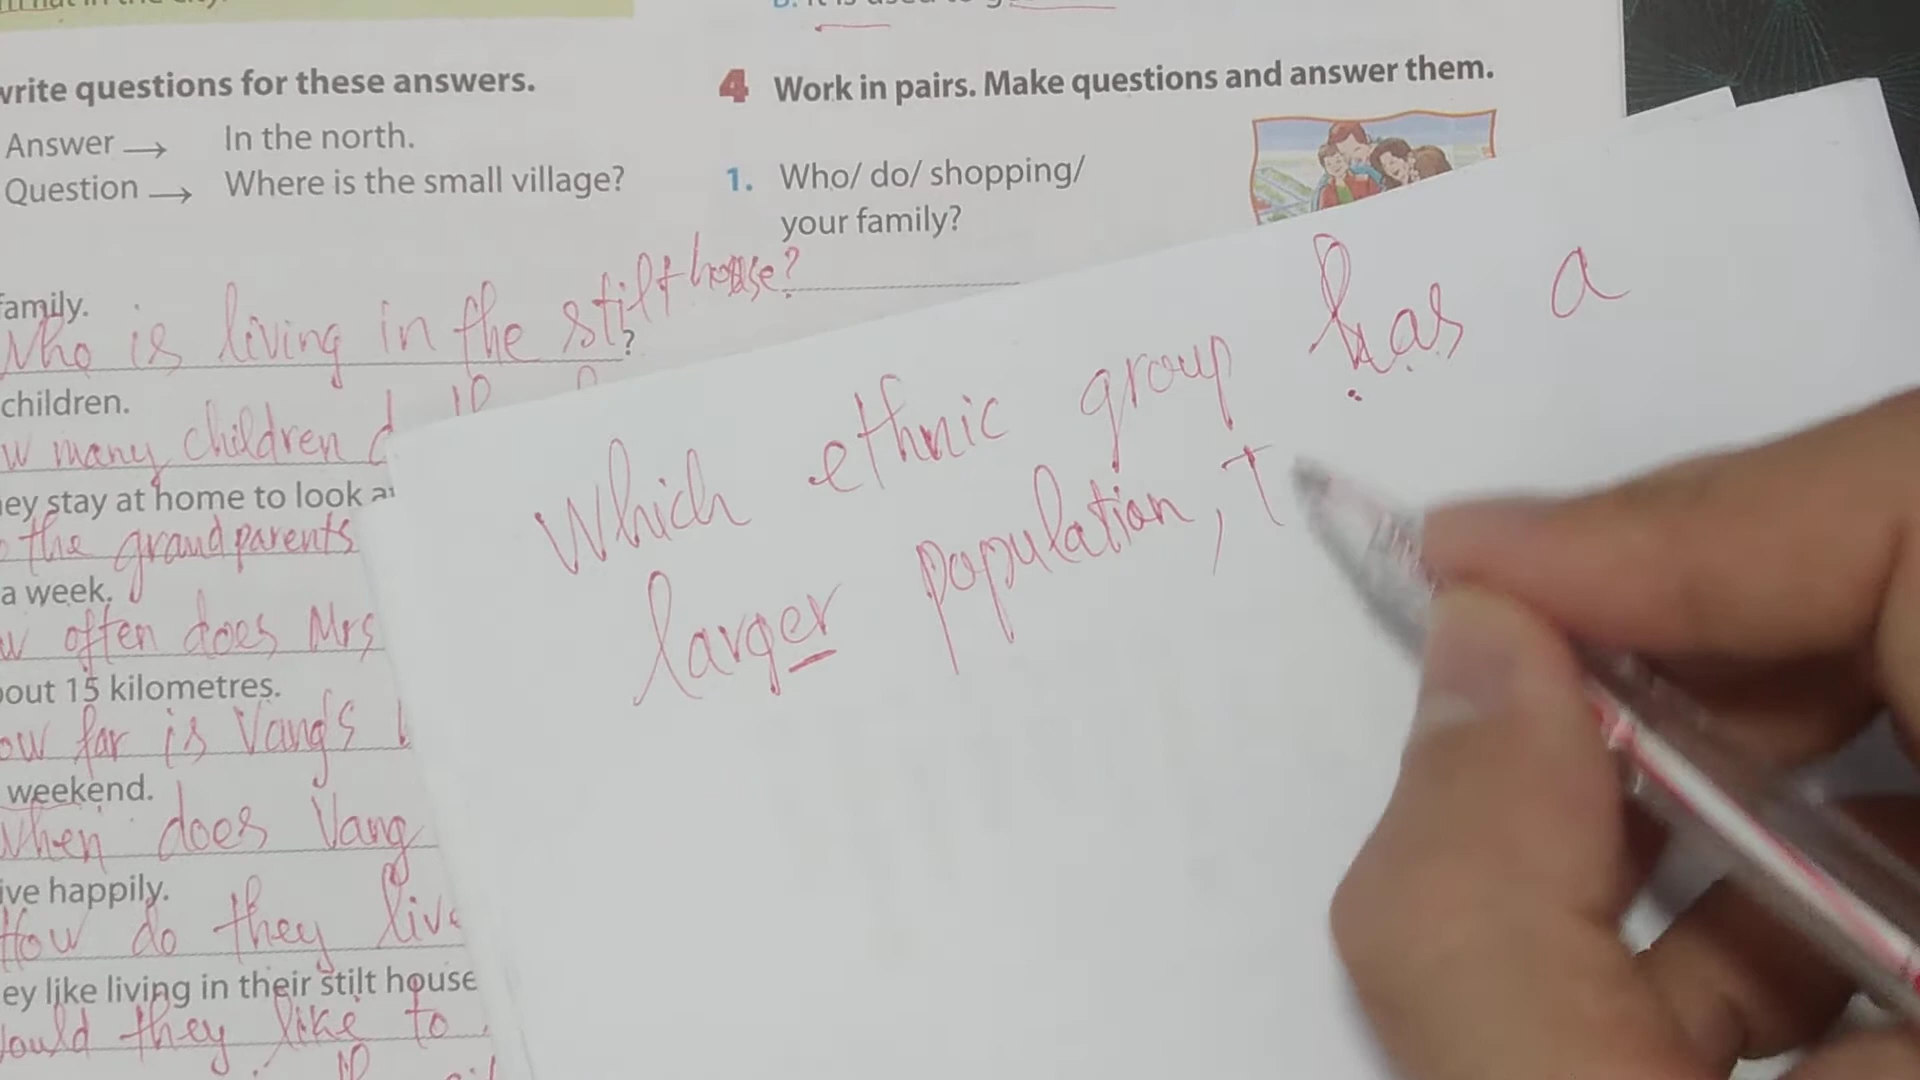 write questions for these answers.
Answer → In the north.
Question → Where is the small village?
family.
Who is living in the stilt house?
?
children.
many children
ey stay at home to look
the grandparents
a week.
often does Mrs
bout 15 kilometres.
ow far is Vang's
weekend.
When does Vang
ive happily.
How do they live
ey like living in their stilt house
ould they like to
4 Work in pairs. Make questions and answer them.
1. Who/ do/ shopping/
your family?
Which ethnic group has a
larger population, T